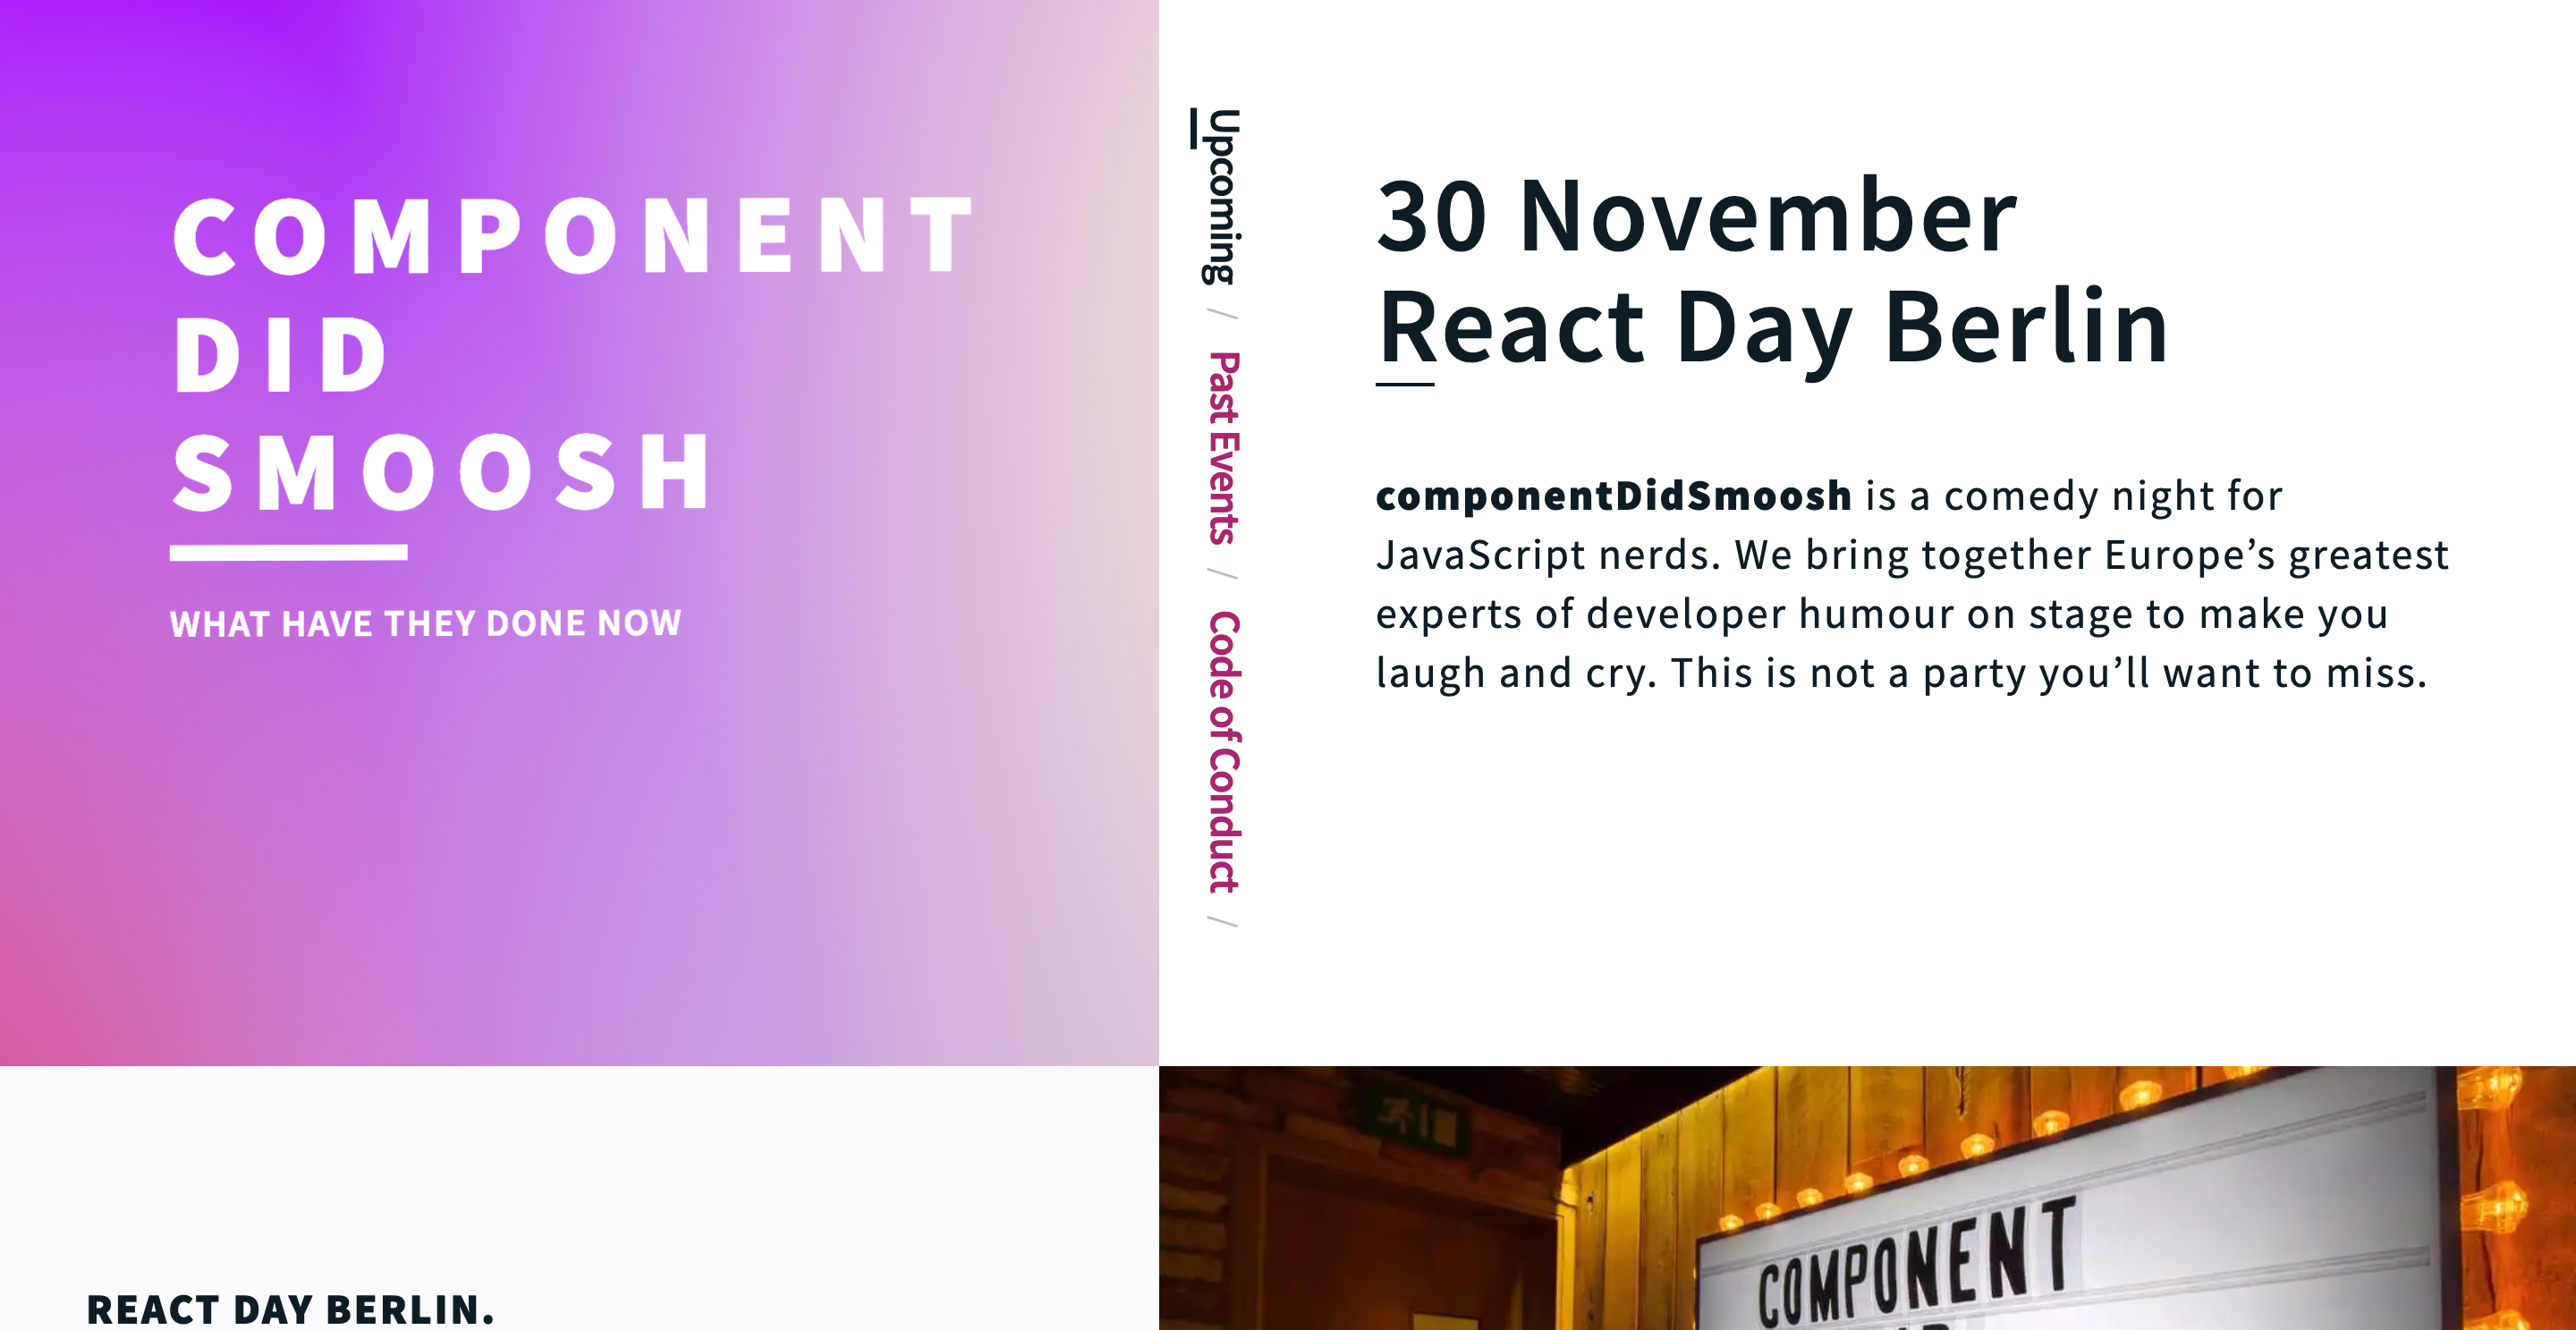 COMPONENT
DID
SMOOSH
WHAT HAVE THEY DONE NOW
Upcoming / Past Events / Code of Conduct /
30 November
React Day Berlin
componentDidSmoosh is a comedy night for
JavaScript nerds. We bring together Europe’s greatest
experts of developer humour on stage to make you
laugh and cry. This is not a party you’ll want to miss.
REACT DAY BERLIN.
COMPONENT